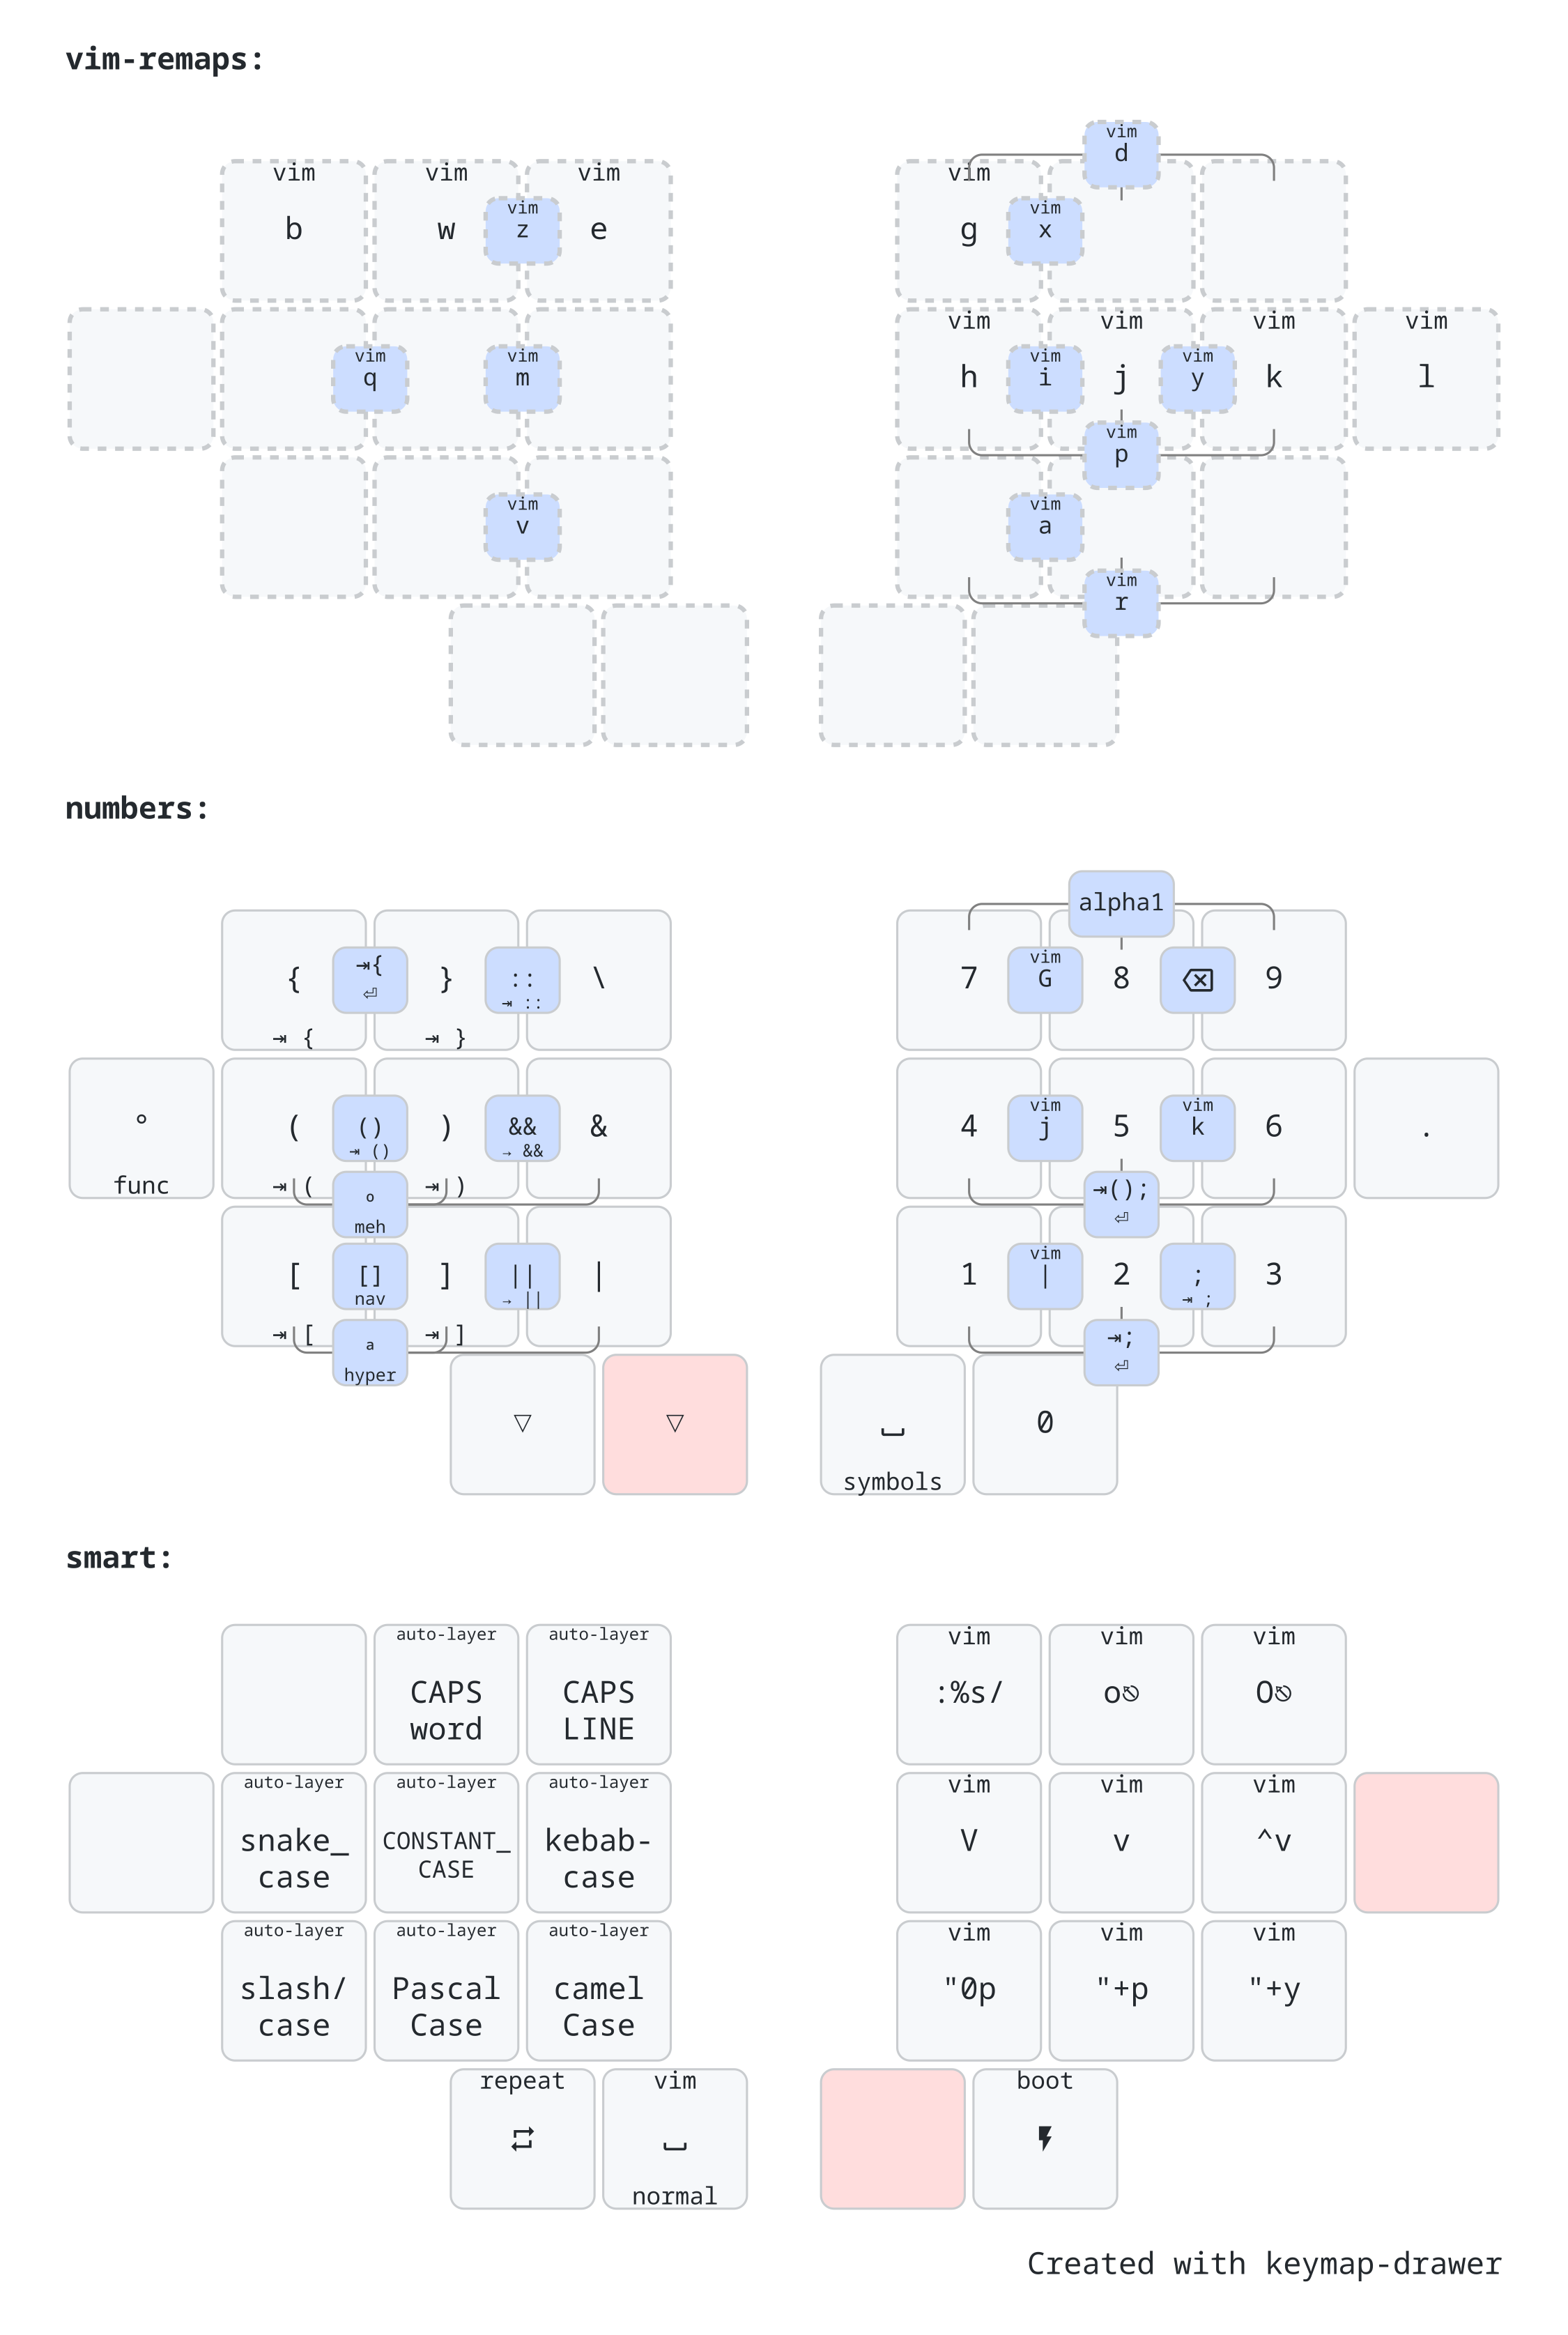 vim-remaps:
vim
d
vim vim vim vim
vim vim
b w z e g x
vim vim vim vim
vim vim vim vim
q m h i j y k l
vim
p
vim vim
v a
vim
r
numbers:
alpha1
vim
{ ⇥{ } :: \ 7 G 8 ⌫ 9
⏎ ⇥ ::
⇥ { ⇥ }
vim vim
° ( () ) && & 4 j 5 k 6 .
⇥ () → &&
func ⇥ ( ⇥ ) ⇥();
o ⏎
meh
vim
[ [] ] || | 1 | 2 ; 3
nav → || ⇥ ;
⇥ [ ⇥ ] ⇥;
a ⏎
hyper
▽ ▽ ⎵ 0
symbols
smart:
auto-layer auto-layer vim vim vim
CAPS CAPS :%s/ o⎋ O⎋
word LINE
auto-layer auto-layer auto-layer vim vim vim
snake_ CONSTANT_ kebab- V v ^v
case CASE case
auto-layer auto-layer auto-layer vim vim vim
slash/ Pascal camel "0p "+p "+y
case Case Case
repeat vim boot
⎵
normal
Created with keymap-drawer